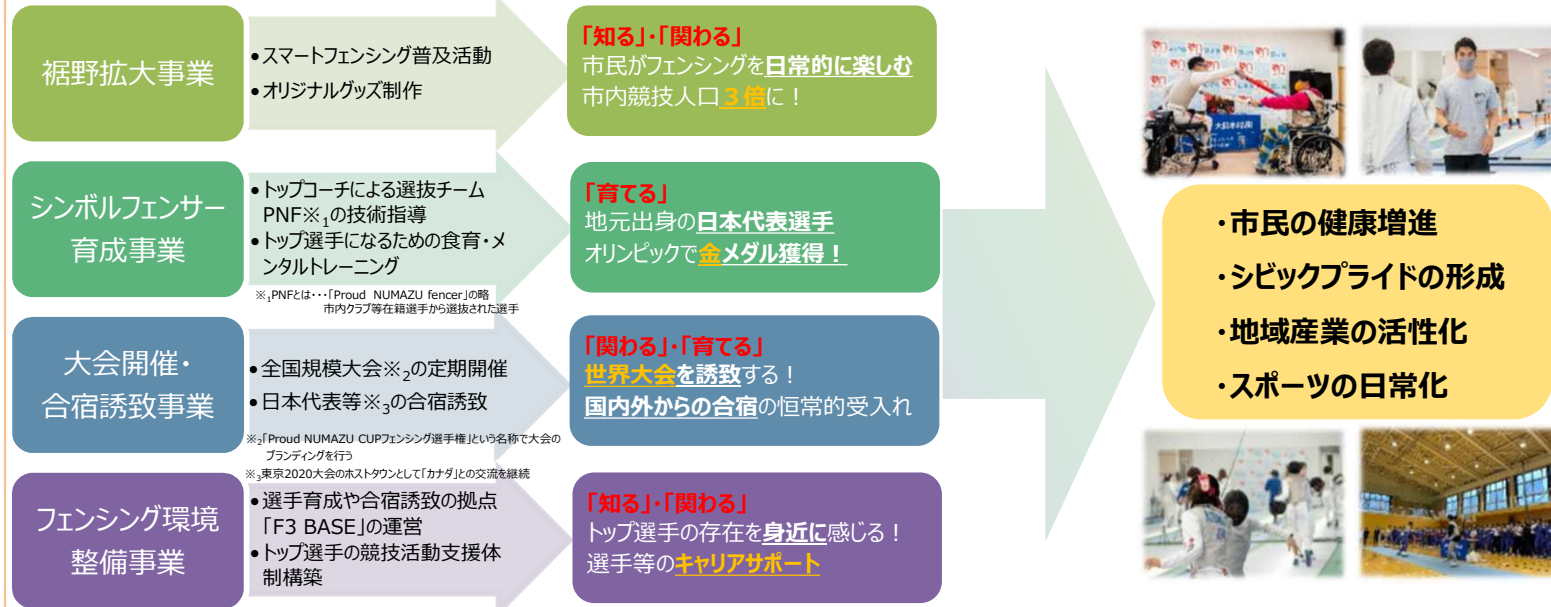 裾野拡大事業
•スマートフェンシング普及活動
•オリジナルグッズ制作
「知る」・「関わる」
市民がフェンシングを日常的に楽しむ
市内競技人口３倍に！
シンボルフェンサー
育成事業
•トップコーチによる選抜チーム
PNF※1の技術指導
•トップ選手になるための食育・メ
ンタルトレーニング
※1PNFとは・・・「Proud NUMAZU fencer」の略
市内クラブ等在籍選手から選抜された選手
「育てる」
地元出身の日本代表選手
オリンピックで金メダル獲得！
大会開催・
合宿誘致事業
•全国規模大会※2の定期開催
•日本代表等※3の合宿誘致
※2「Proud NUMAZU CUPフェンシング選手権」という名称で大会の
ブランディングを行う
※3東京2020大会のホストタウンとして「カナダ」との交流を継続
「関わる」・「育てる」
世界大会を誘致する！
国内外からの合宿の恒常的受入れ
フェンシング環境
整備事業
•選手育成や合宿誘致の拠点
「F3 BASE」の運営
•トップ選手の競技活動支援体
制構築
「知る」・「関わる」
トップ選手の存在を身近に感じる！
選手等のキャリアサポート
・市民の健康増進
・シビックプライドの形成
・地域産業の活性化
・スポーツの日常化